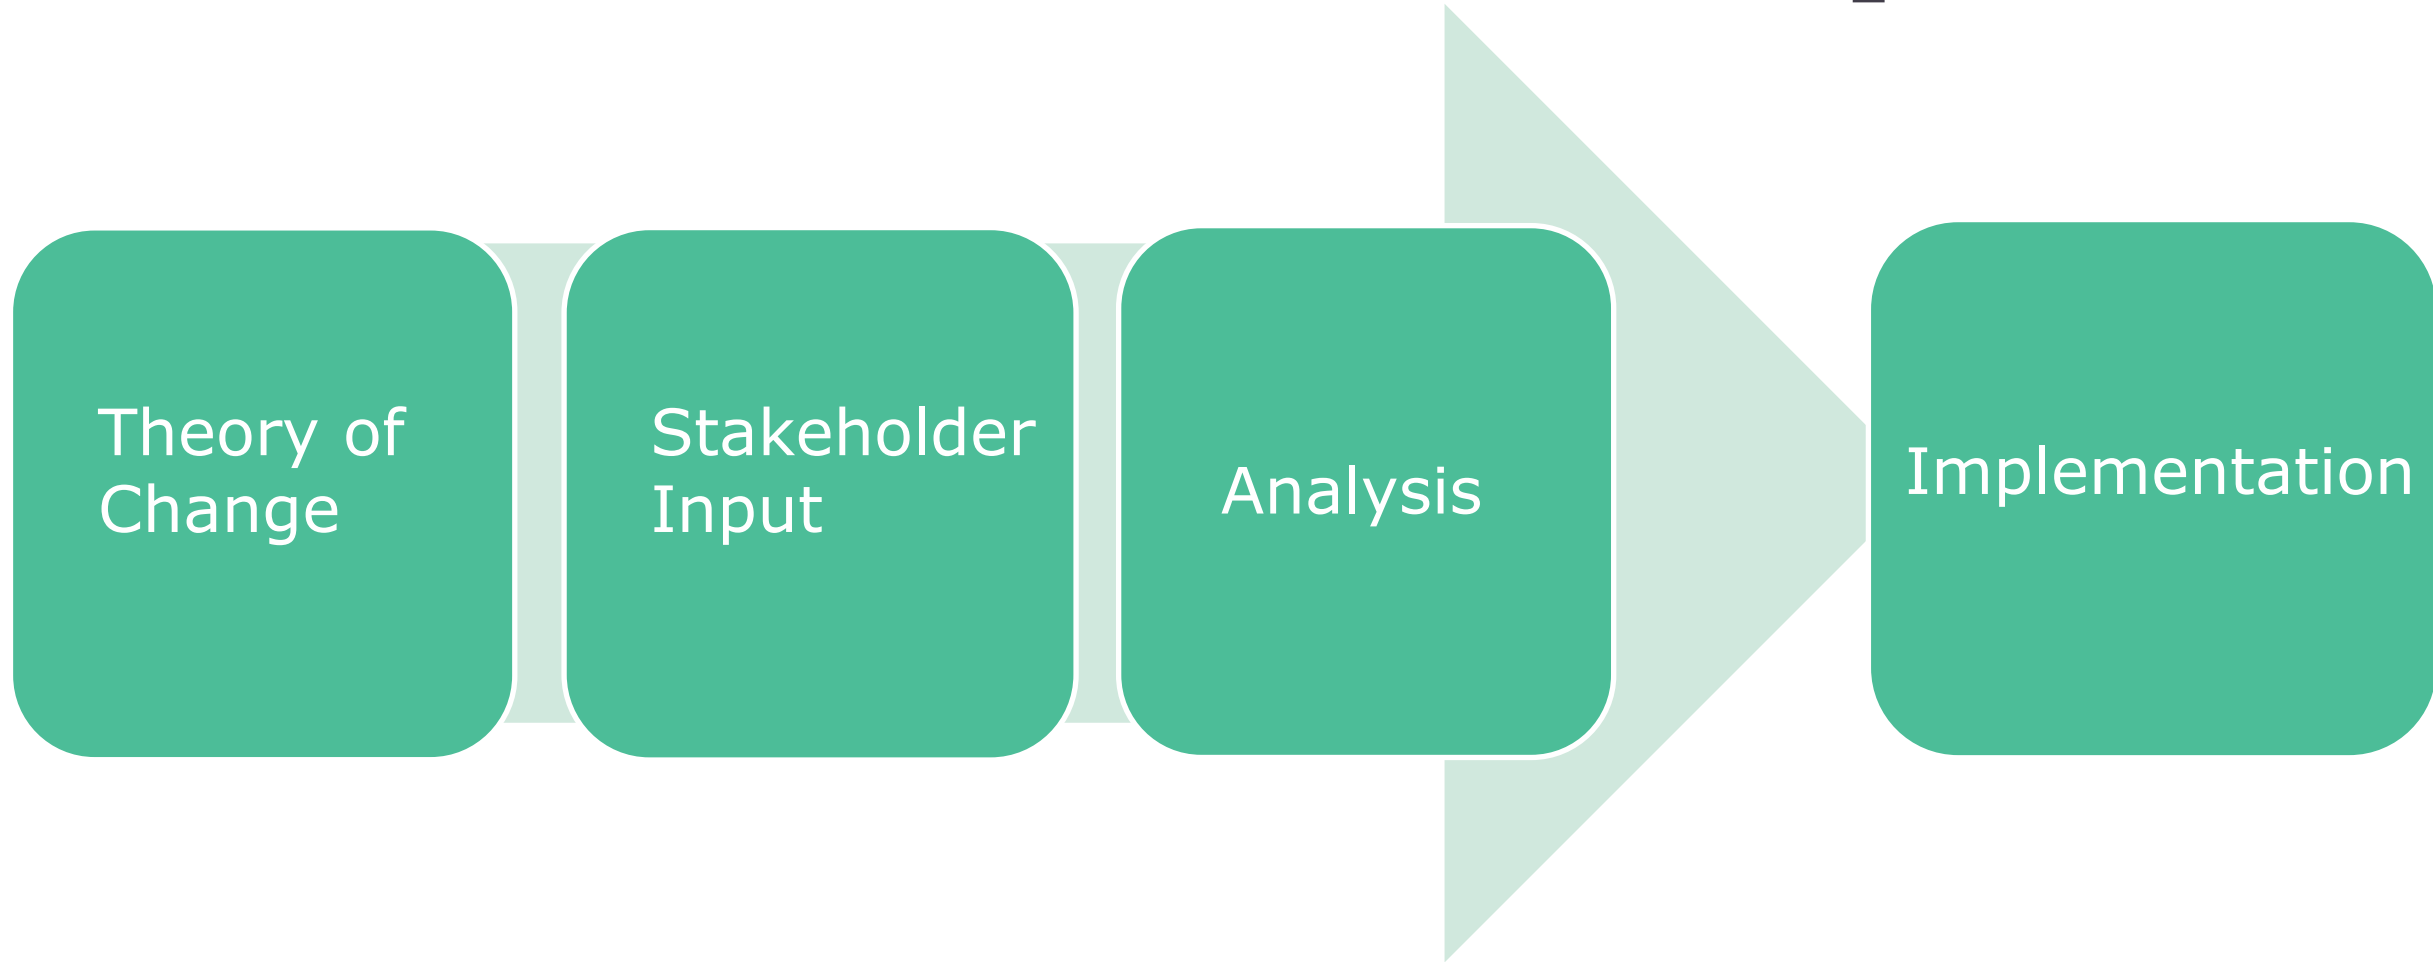 Theory of
Change
Stakeholder
Input
Analysis
Implementation